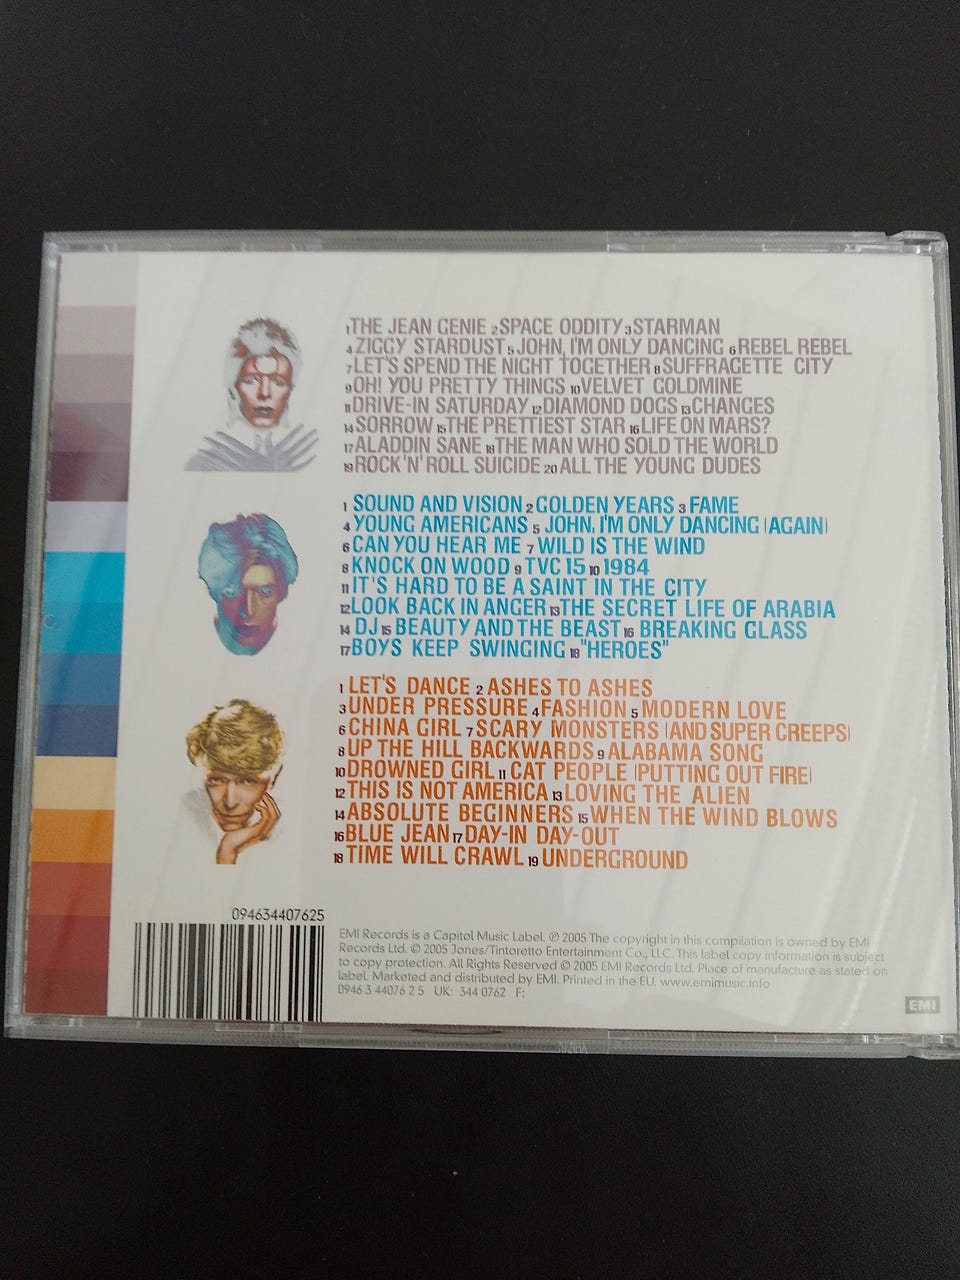 1 THE JEAN GENIE 2 SPACE ODDITY 3 STARMAN
4 ZIGGY STARDUST 5 JOHN, I'M ONLY DANCING 6 REBEL REBEL
7 LET'S SPEND THE NIGHT TOGETHER 8 SUFFRAGETTE CITY
9 OH! YOU PRETTY THINGS 10 VELVET GOLDMINE
11 DRIVE-IN SATURDAY 12 DIAMOND DOGS 13 CHANGES
14 SORROW 15 THE PRETTIEST STAR 16 LIFE ON MARS?
17 ALADDIN SANE 18 THE MAN WHO SOLD THE WORLD
19 ROCK'N'ROLL SUICIDE 20 ALL THE YOUNG DUDES
1 SOUND AND VISION 2 GOLDEN YEARS 3 FAME
4 YOUNG AMERICANS 5 JOHN, I'M ONLY DANCING (AGAIN)
6 CAN YOU HEAR ME 7 WILD IS THE WIND
8 KNOCK ON WOOD 9 TVC 15 10 1984
11 IT'S HARD TO BE A SAINT IN THE CITY
12 LOOK BACK IN ANGER 13 THE SECRET LIFE OF ARABIA
14 DJ 15 BEAUTY AND THE BEAST 16 BREAKING GLASS
17 BOYS KEEP SWINGING 18 "HEROES"
1 LET'S DANCE 2 ASHES TO ASHES
3 UNDER PRESSURE 4 FASHION 5 MODERN LOVE
6 CHINA GIRL 7 SCARY MONSTERS (AND SUPER CREEPS)
8 UP THE HILL BACKWARDS 9 ALABAMA SONG
10 DROWNED GIRL 11 CAT PEOPLE (PUTTING OUT FIRE)
12 THIS IS NOT AMERICA 13 LOVING THE ALIEN
14 ABSOLUTE BEGINNERS 15 WHEN THE WIND BLOWS
16 BLUE JEAN 17 DAY-IN DAY-OUT
18 TIME WILL CRAWL 19 UNDERGROUND
094634407625
EMI Records is a Capitol Music Label. ℗ 2005 The copyright in this compilation is owned by EMI
Records Ltd. © 2005 Jones/Tintoretto Entertainment Co., LLC. This label copy information is subject
to copy protection. All Rights Reserved © 2005 EMI Records Ltd. Place of manufacture as stated on
label. Marketed and distributed by EMI. Printed in the EU. www.emimusic.info
0946 3 44076 2 5 UK: 344 0762 F:
EMI